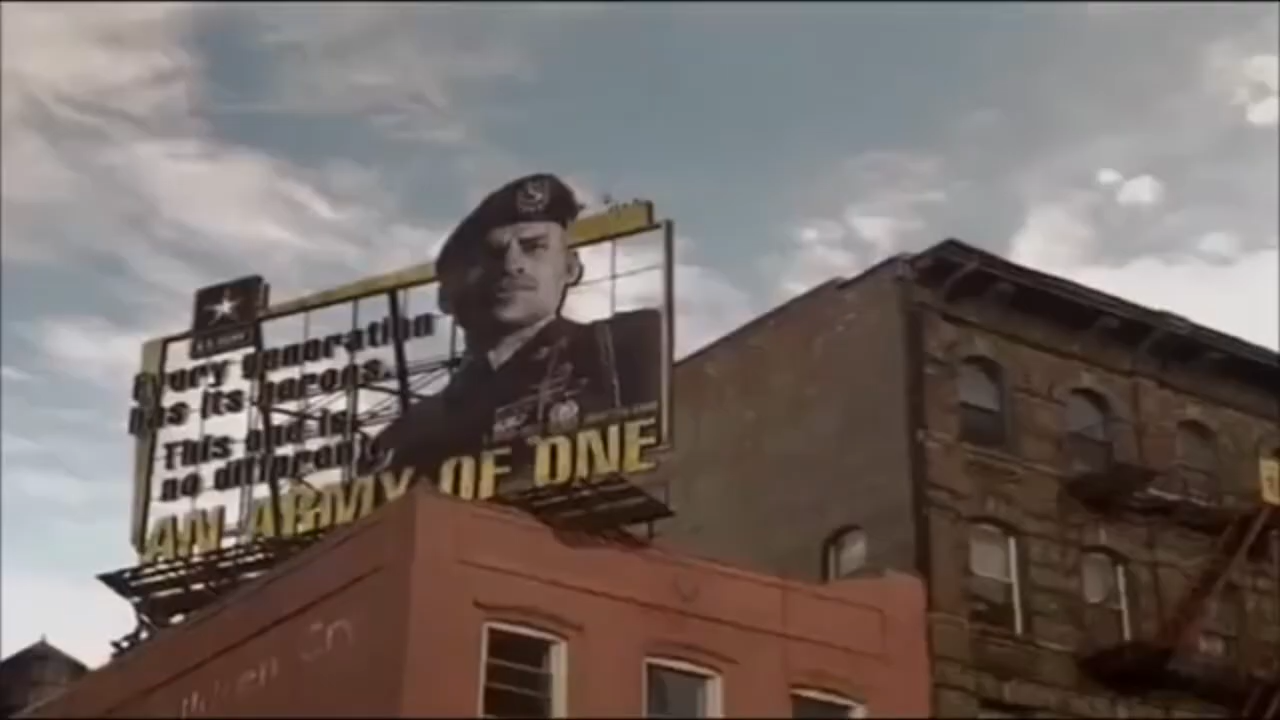 Every generation
has its heroes.
This one is
no different.
AN ARMY OF ONE